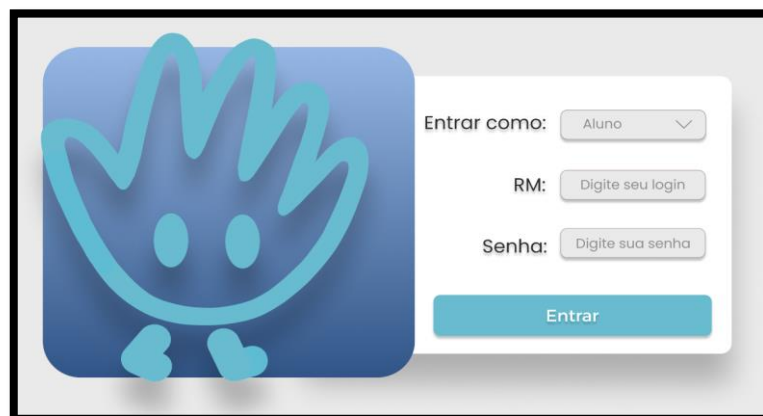 Entrar como: Aluno
RM: Digite seu login
Senha: Digite sua senha
Entrar